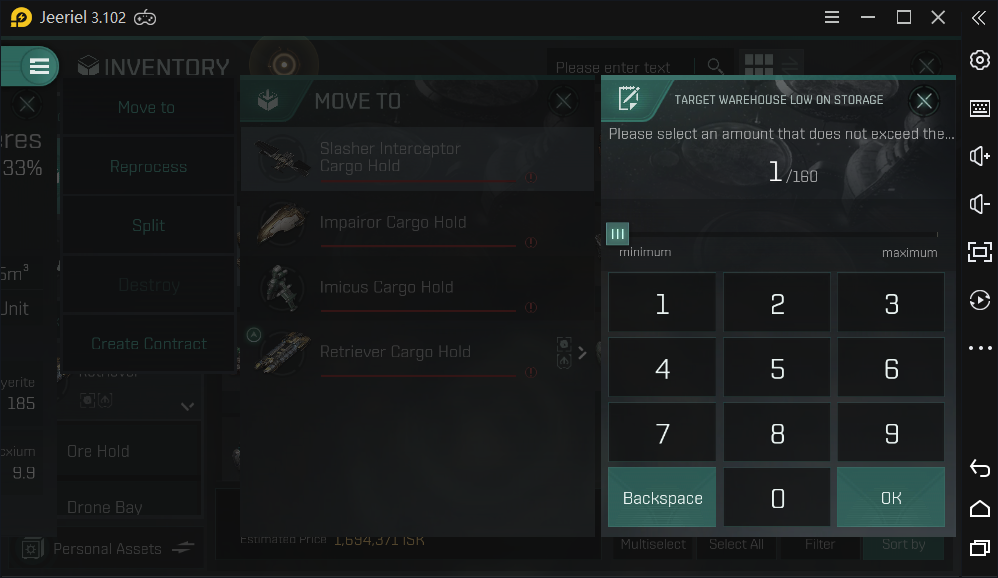 Jeeriel 3.102
INVENTORY
Please enter text
eres
33%
5m³
Unit
yerite
185
oxium
9.9
Move to
Reprocess
Split
Destroy
Create Contract
Retriever
Ore Hold
Drone Bay
Personal Assets
MOVE TO
Slasher Interceptor
Cargo Hold
Impairor Cargo Hold
Imicus Cargo Hold
Retriever Cargo Hold
Estimated Price 1,694,371 ISK
TARGET WAREHOUSE LOW ON STORAGE
Please select an amount that does not exceed the...
1/160
minimum
maximum
1 2 3
4 5 6
7 8 9
Backspace 0 OK
Multiselect Select All Filter Sort by